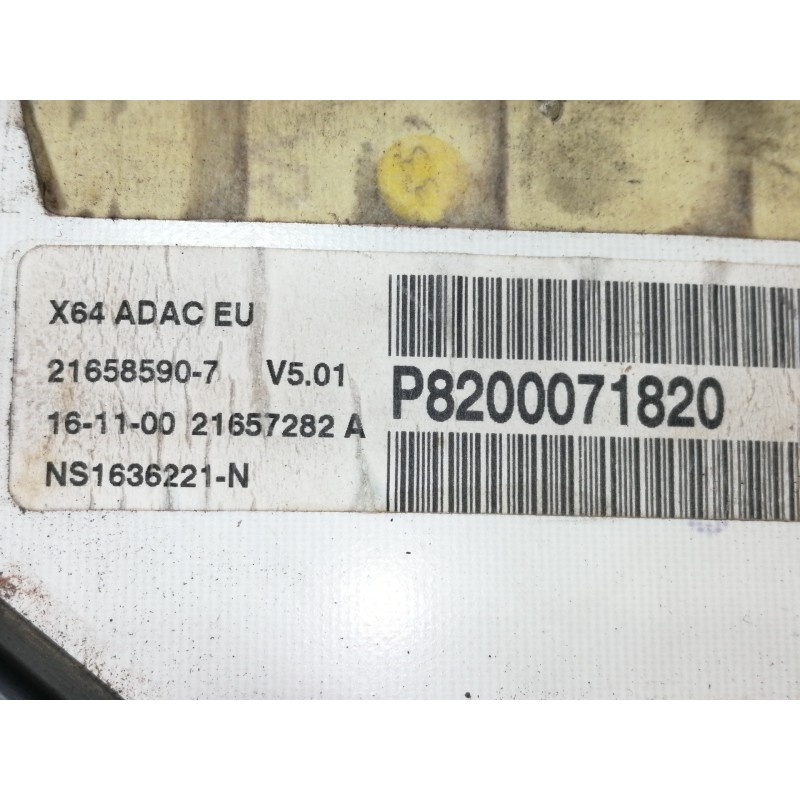 X64 ADAC EU
21658590-7 V5.01
16-11-00 21657282 A
NS1636221-N
P8200071820